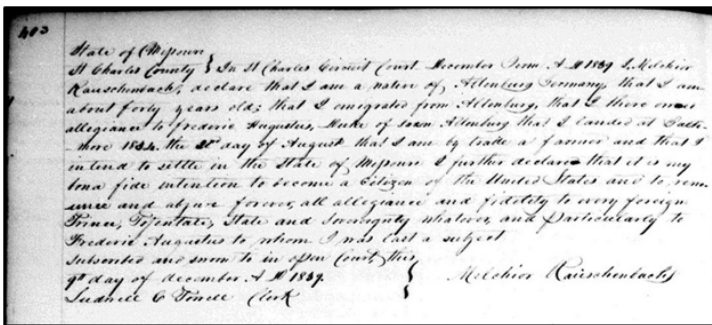 403
State of Missouri
St Charles County } In St Charles Circuit Court December Term A D 1839 I Melchior
Rauschenbach, declare that I am a native of Altenburg Germany, that I am
about forty years old; that I emigrated from Altenburg, that I there owed
allegiance to Frederic Augustus, Duke of Saxon Altenburg that I landed at Balti-
more 1834. the day of August that I am by trade a farmer and that I
intend to settle in the State of Missouri I further declare that it is my
bona fide intention to become a Citizen of the United States and to renou-
unce and abjure forever, all allegiance and fidelity to every foreign
Prince, Potentate, State and Sovereignty whatever, and particularly to
Frederic Augustus to whom I was last a subject
Subscribed and sworn to in open Court, this
9th day of december A D 1839. } Melchior Rauschenbach
Clerk